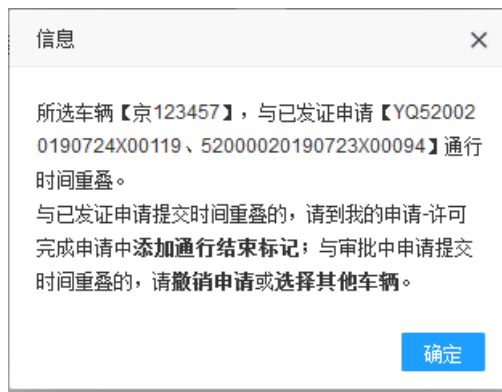 信息
所选车辆【京123457】，与已发证申请【YQ52002
0190724X00119、52000020190723X00094】通行
时间重叠。
与已发证申请提交时间重叠的，请到我的申请-许可
完成申请中添加通行结束标记；与审批中申请提交
时间重叠的，请撤销申请或选择其他车辆。
确定